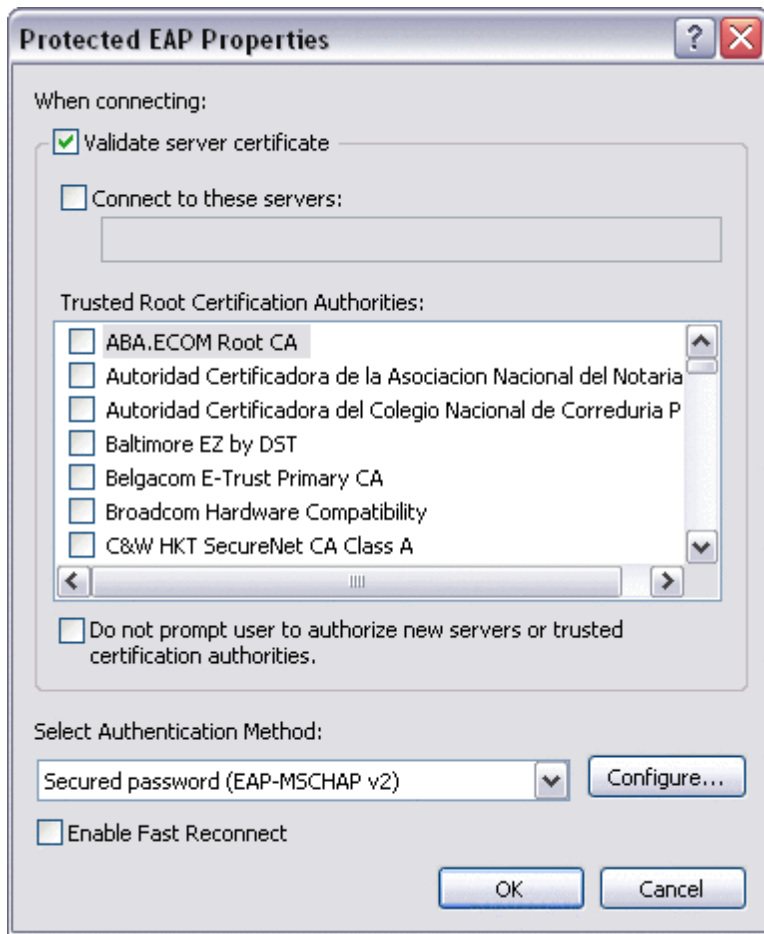 Protected EAP Properties
When connecting:
Validate server certificate
Connect to these servers:
Trusted Root Certification Authorities:
ABA.ECOM Root CA
Autoridad Certificadora de la Asociacion Nacional del Notaria
Autoridad Certificadora del Colegio Nacional de Correduria P
Baltimore EZ by DST
Belgacom E-Trust Primary CA
Broadcom Hardware Compatibility
C&W HKT SecureNet CA Class A
Do not prompt user to authorize new servers or trusted
certification authorities.
Select Authentication Method:
Secured password (EAP-MSCHAP v2)
Configure...
Enable Fast Reconnect
OK
Cancel